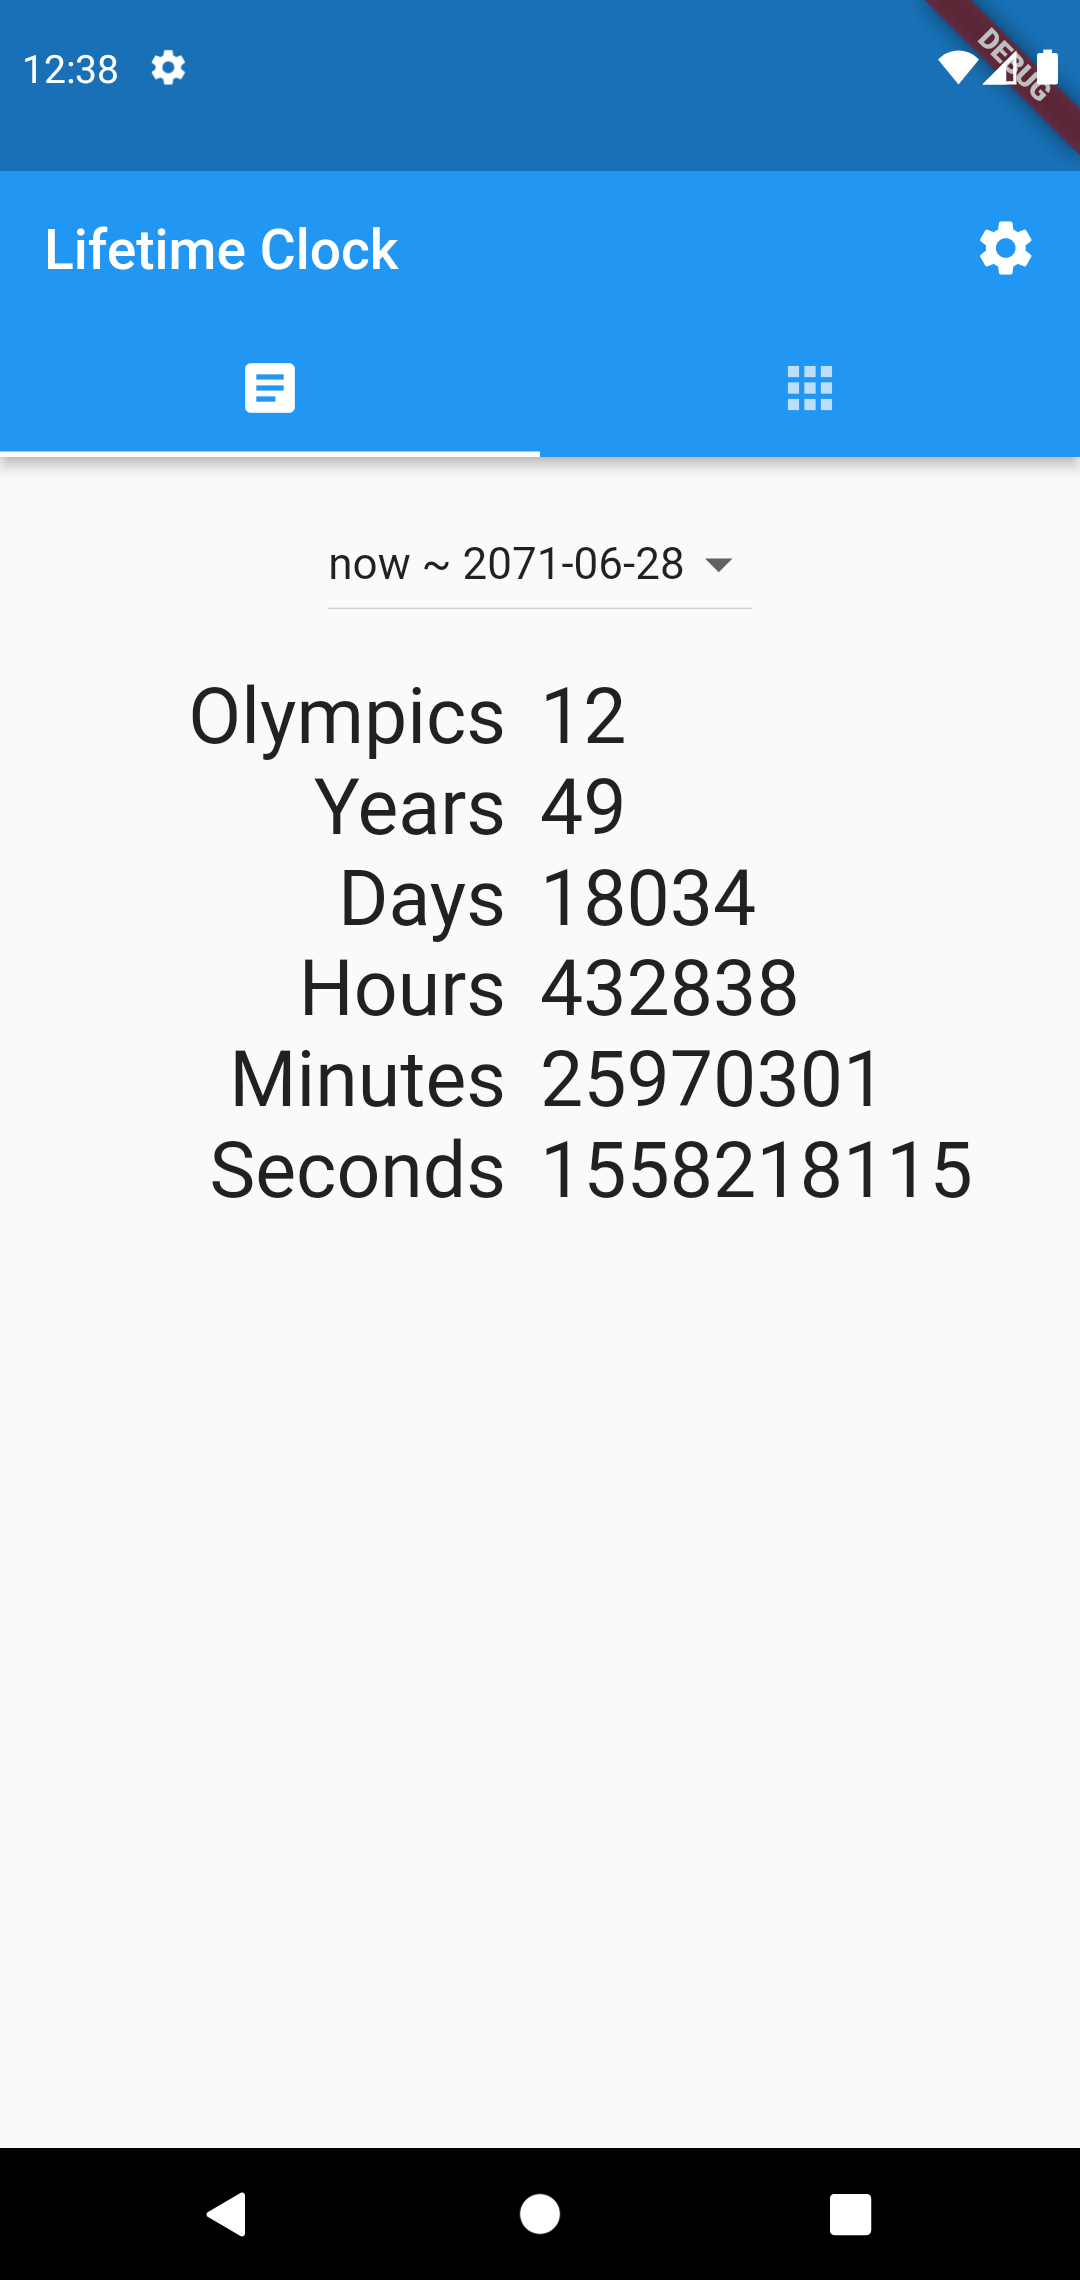 12:38
DEBUG
Lifetime Clock
now ~ 2071-06-28
Olympics 12
Years 49
Days 18034
Hours 432838
Minutes 25970301
Seconds 1558218115